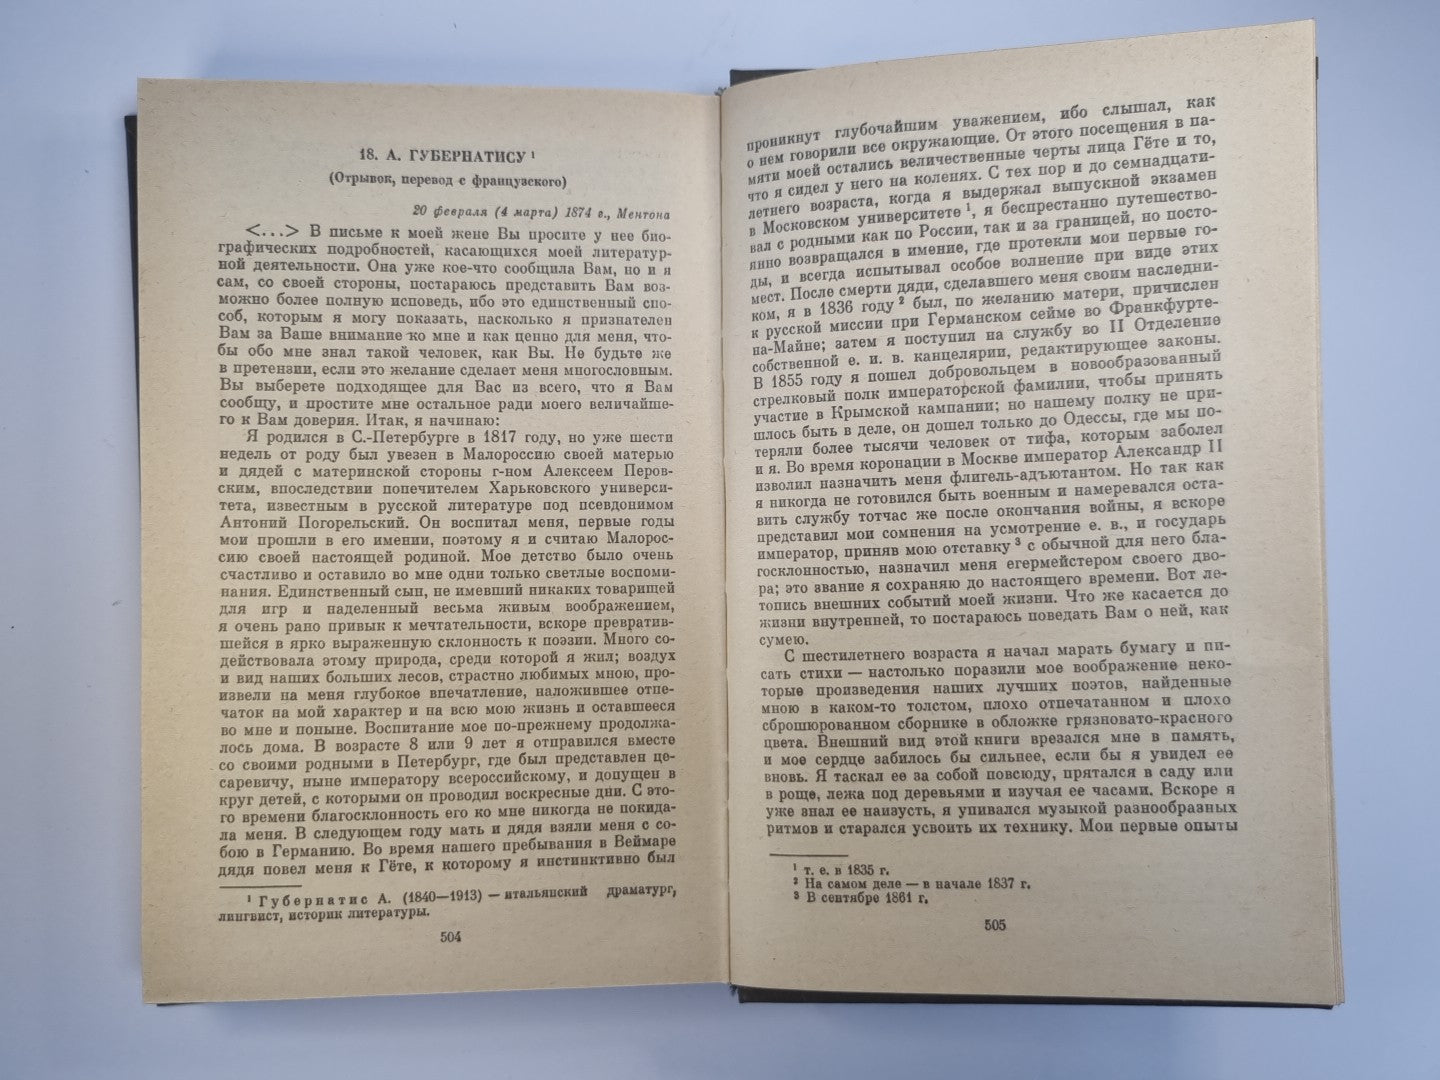 18. А. ГУБЕРНАТИСУ ¹
(Отрывок, перевод с французского)
20 февраля (4 марта) 1874 г., Ментона
<...> В письме к моей жене Вы просите у нее био-
графических подробностей, касающихся моей литератур-
ной деятельности. Она уже кое-что сообщила Вам, но и я
сам, со своей стороны, постараюсь представить Вам воз-
можно более полную исповедь, ибо это единственный спо-
соб, которым я могу показать, насколько я признателен
Вам за Ваше внимание ко мне и как ценно для меня, что-
бы обо мне знал такой человек, как Вы. Не будьте же
в претензии, если это желание сделает меня многословным.
Вы выберете подходящее для Вас из всего, что я Вам
сообщу, и простите мне остальное ради моего величайше-
го к Вам доверия. Итак, я начинаю:
Я родился в С.-Петербурге в 1817 году, но уже шести
недель от роду был увезен в Малороссию своей матерью
и дядей с материнской стороны г-ном Алексеем Перов-
ским, впоследствии попечителем Харьковского универси-
тета, известным в русской литературе под псевдонимом
Антоний Погорельский. Он воспитал меня, первые годы
мои прошли в его имении, поэтому я и считаю Малорос-
сию своей настоящей родиной. Мое детство было очень
счастливо и оставило во мне одни только светлые воспоми-
нания. Единственный сын, не имевший никаких товарищей
для игр и наделенный весьма живым воображением,
я очень рано привык к мечтательности, вскоре превратив-
шейся в ярко выраженную склонность к поэзии. Много со-
действовала этому природа, среди которой я жил; воздух
и вид наших больших лесов, страстно любимых мною, про-
извели на меня глубокое впечатление, наложившее отпе-
чаток на мой характер и на всю мою жизнь и оставшееся
во мне и поныне. Воспитание мое по-прежнему продолжа-
лось дома. В возрасте 8 или 9 лет я отправился вместе
со своими родными в Петербург, где был представлен це-
саревичу, ныне императору всероссийскому, и допущен в
круг детей, с которыми он проводил воскресные дни. С это-
го времени благосклонность его ко мне никогда не покида-
ла меня. В следующем году мать и дядя взяли меня с со-
бою в Германию. Во время нашего пребывания в Веймаре
дядя повел меня к Гёте, к которому я инстинктивно был
¹ Губернатис А. (1840—1913) — итальянский драматург,
лингвист, историк литературы.
504
проникнут глубочайшим уважением, ибо слышал, как
о нем говорили все окружающие. От этого посещения в па-
мяти моей остались величественные черты лица Гёте и то,
что я сидел у него на коленях. С тех пор и до семнадцати-
летнего возраста, когда я выдержал выпускной экзамен
в Московском университете ¹, я беспрестанно путешество-
вал с родными как по России, так и за границей, но посто-
янно возвращался в имение, где протекли мои первые го-
ды, и всегда испытывал особое волнение при виде этих
мест. После смерти дяди, сделавшего меня своим наследни-
ком, я в 1836 году ² был, по желанию матери, причислен
к русской миссии при Германском сейме во Франкфурте-
на-Майне; затем я поступил на службу во II Отделение
собственной е. и. в. канцелярии, редактирующее законы.
В 1855 году я пошел добровольцем в новообразованный
стрелковый полк императорской фамилии, чтобы принять
участие в Крымской кампании; но нашему полку не при-
шлось быть в деле, он дошел только до Одессы, где мы по-
теряли более тысячи человек от тифа, которым заболел
и я. Во время коронации в Москве император Александр II
изволил назначить меня флигель-адъютантом. Но так как
я никогда не готовился быть военным и намеревался оста-
вить службу тотчас же после окончания войны, я вскоре
представил мои сомнения на усмотрение е. в., и государь
император, приняв мою отставку ³ с обычной для него бла-
госклонностью, назначил меня егермейстером своего дво-
ра; это звание я сохраняю до настоящего времени. Вот ле-
топись внешних событий моей жизни. Что же касается до
жизни внутренней, то постараюсь поведать Вам о ней, как
сумею.
С шестилетнего возраста я начал марать бумагу и пи-
сать стихи — настолько поразили мое воображение неко-
торые произведения наших лучших поэтов, найденные
мною в каком-то толстом, плохо отпечатанном и плохо
сброшюрованном сборнике в обложке грязновато-красного
цвета. Внешний вид этой книги врезался мне в память,
и мое сердце забилось бы сильнее, если бы я увидел ее
вновь. Я таскал ее за собой повсюду, прятался в саду или
в роще, лежа под деревьями и изучая ее часами. Вскоре я
уже знал ее наизусть, я упивался музыкой разнообразных
ритмов и старался усвоить их технику. Мои первые опыты
¹ т. е. в 1835 г.
² На самом деле — в начале 1837 г.
³ В сентябре 1861 г.
505